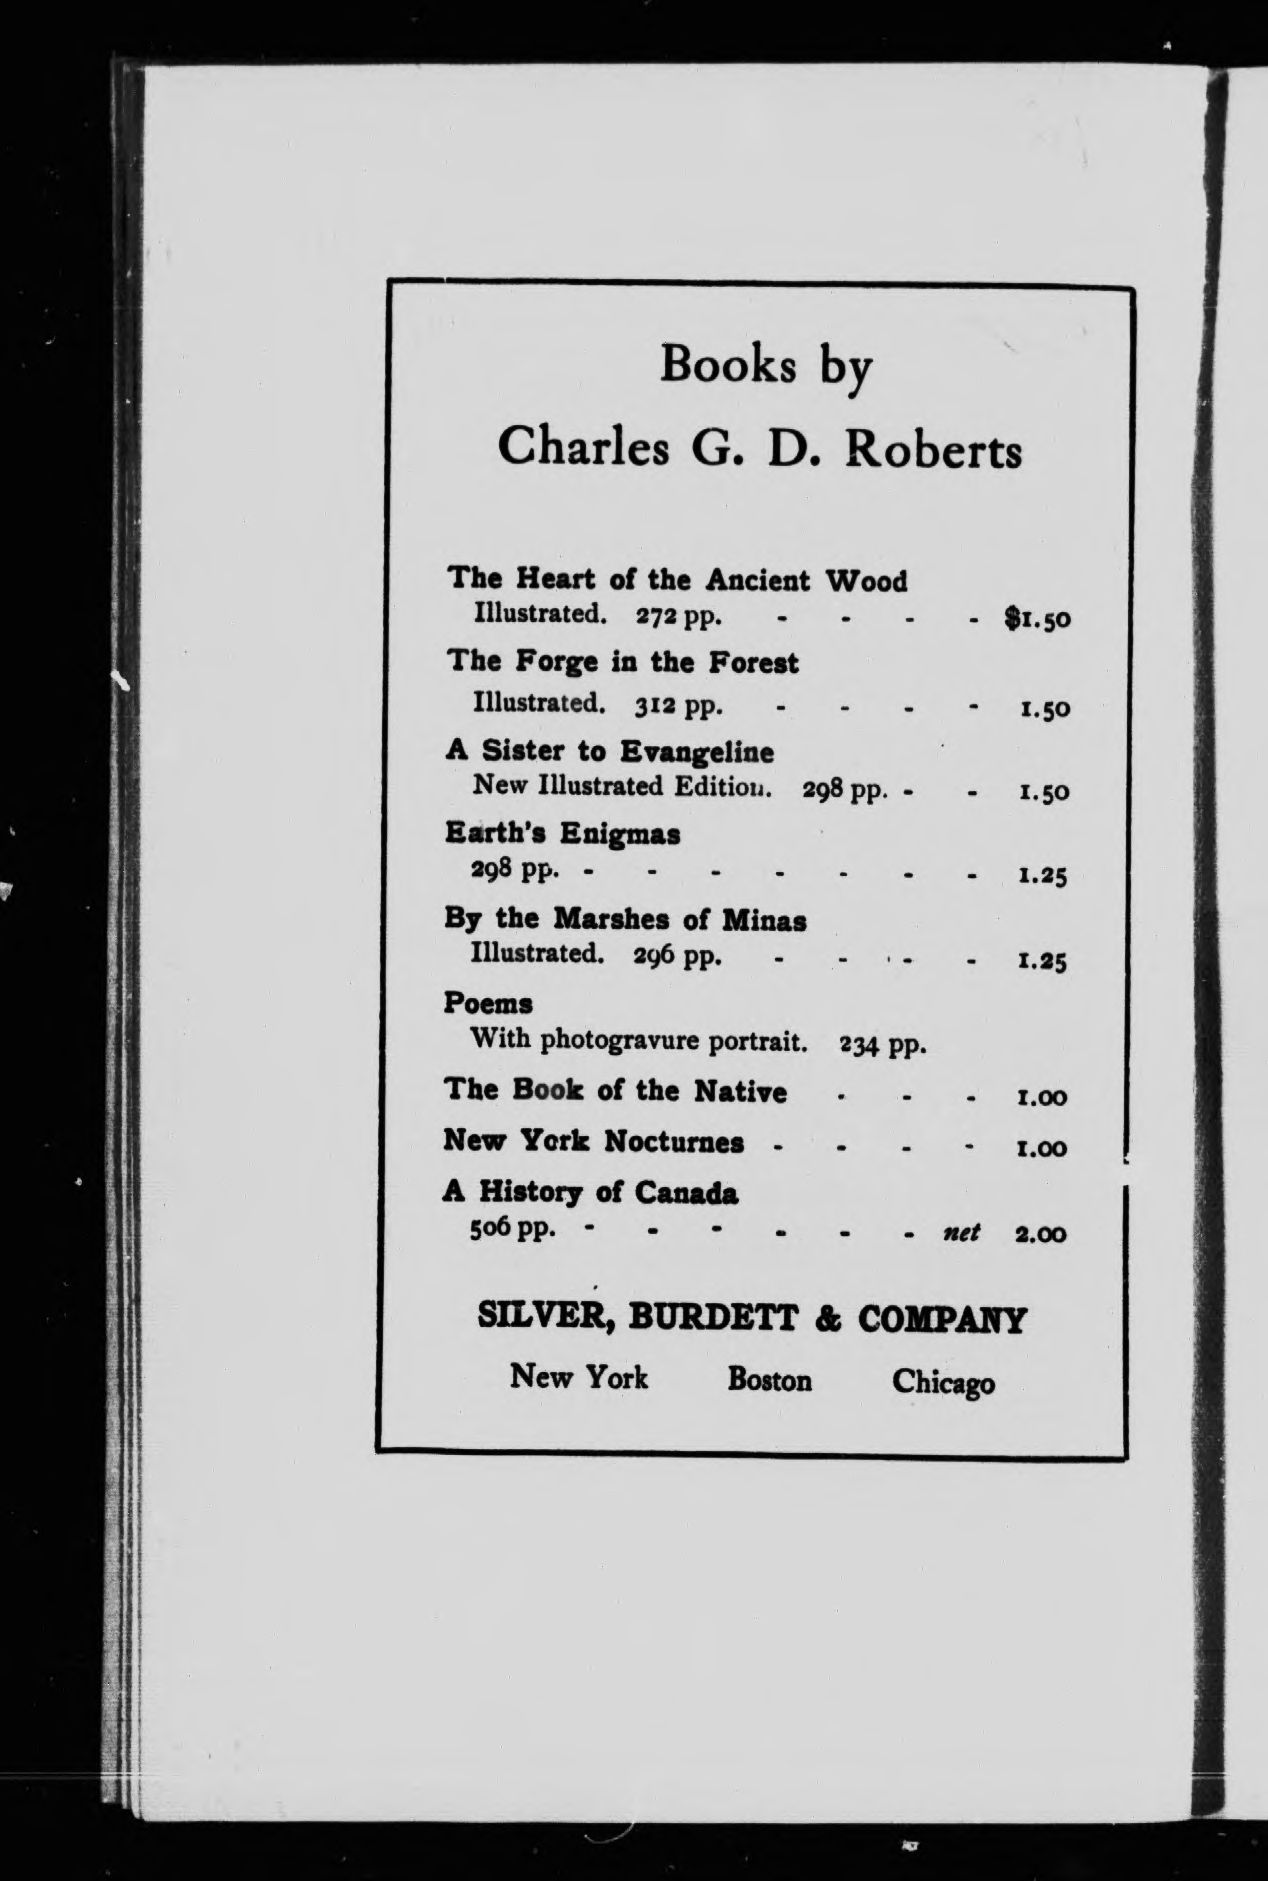 Books by
Charles G. D. Roberts
The Heart of the Ancient Wood
Illustrated. 272 pp. - - - - $1.50
The Forge in the Forest
Illustrated. 312 pp. - - - - 1.50
A Sister to Evangeline
New Illustrated Edition. 298 pp. - - 1.50
Earth's Enigmas
298 pp. - - - - - - - 1.25
By the Marshes of Minas
Illustrated. 296 pp. - - - - 1.25
Poems
With photogravure portrait. 234 pp.
The Book of the Native - - - 1.00
New York Nocturnes - - - - 1.00
A History of Canada
506 pp. - - - - - - net 2.00
SILVER, BURDETT & COMPANY
New York Boston Chicago